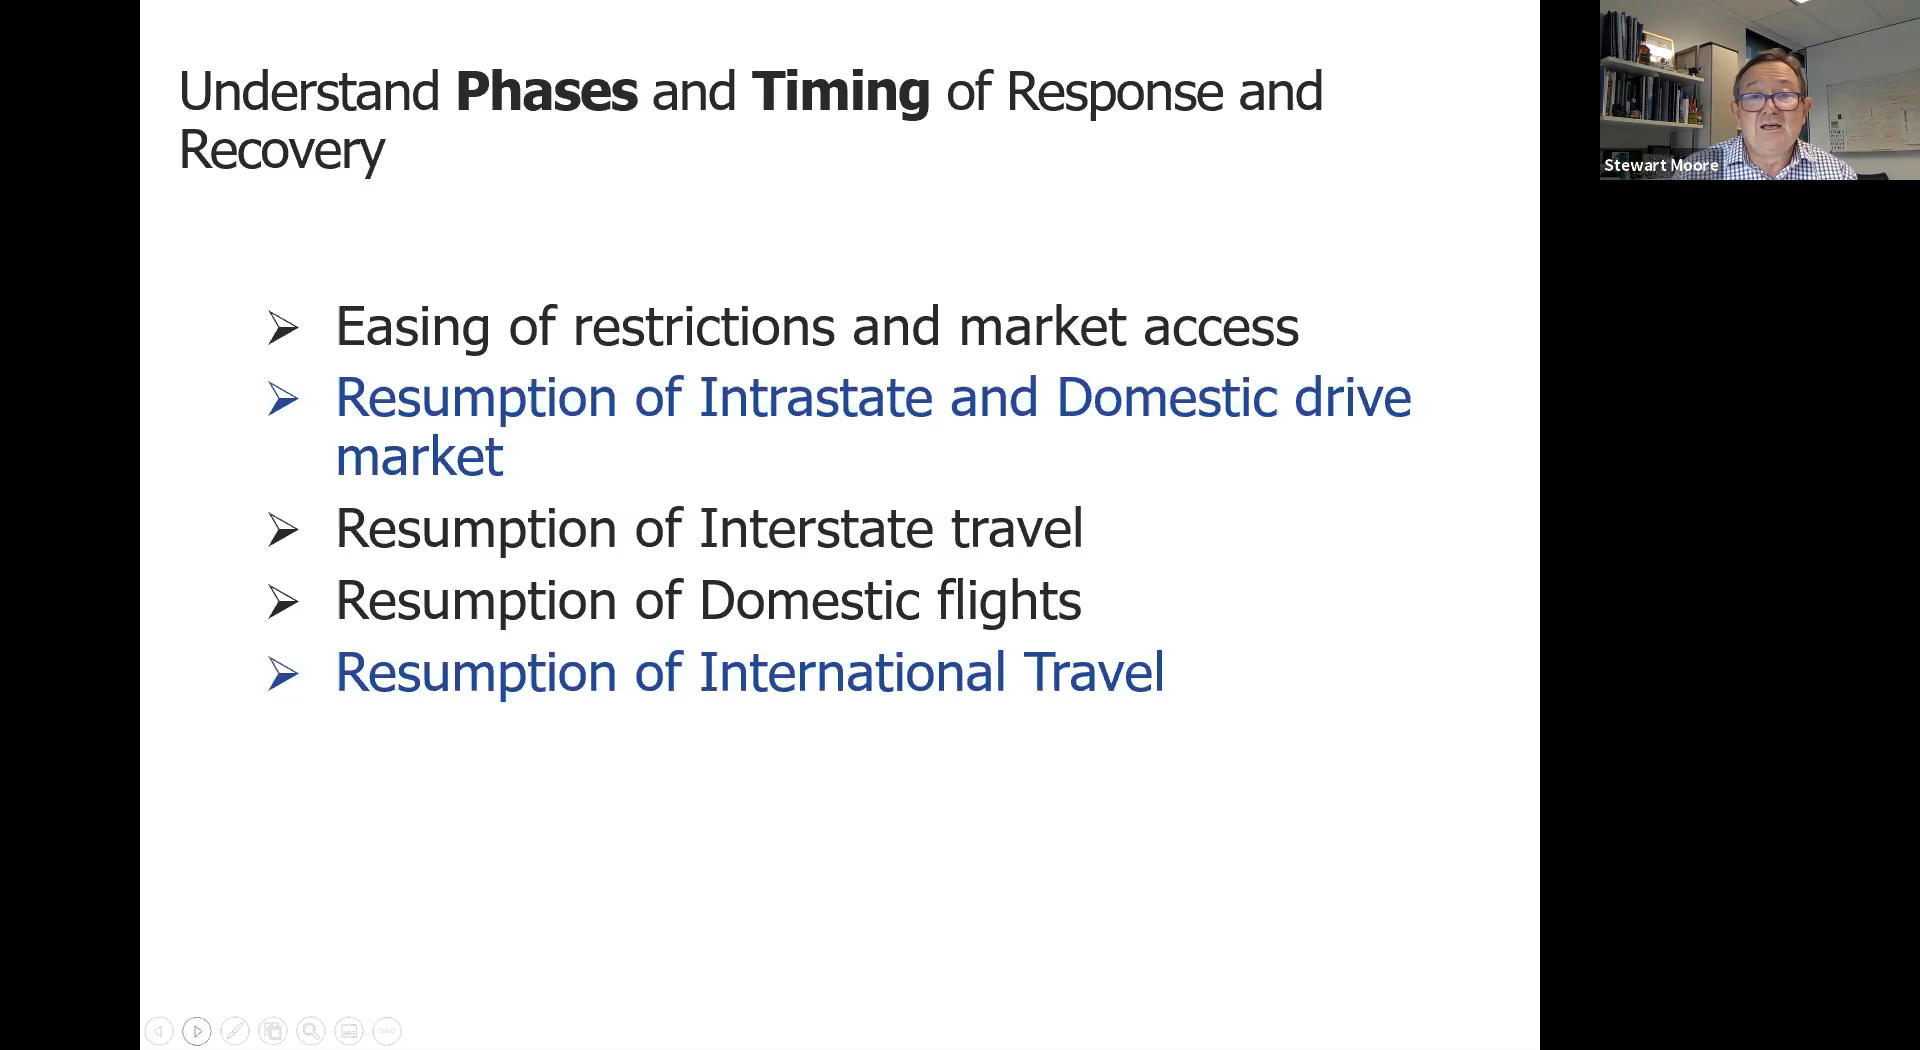 Understand Phases and Timing of Response and
Recovery
Stewart Moore
Easing of restrictions and market access
Resumption of Intrastate and Domestic drive
market
Resumption of Interstate travel
Resumption of Domestic flights
Resumption of International Travel